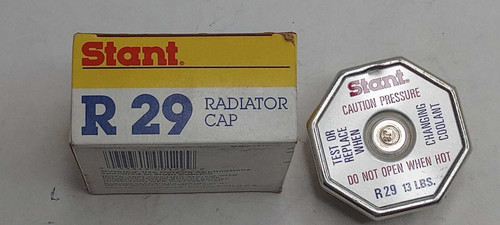 Stant.
R 29 RADIATOR
CAP
Stant.
CAUTION PRESSURE
TEST OR
REPLACE
WHEN
CHANGING
COOLANT
DO NOT OPEN WHEN HOT
R29 13 LBS.